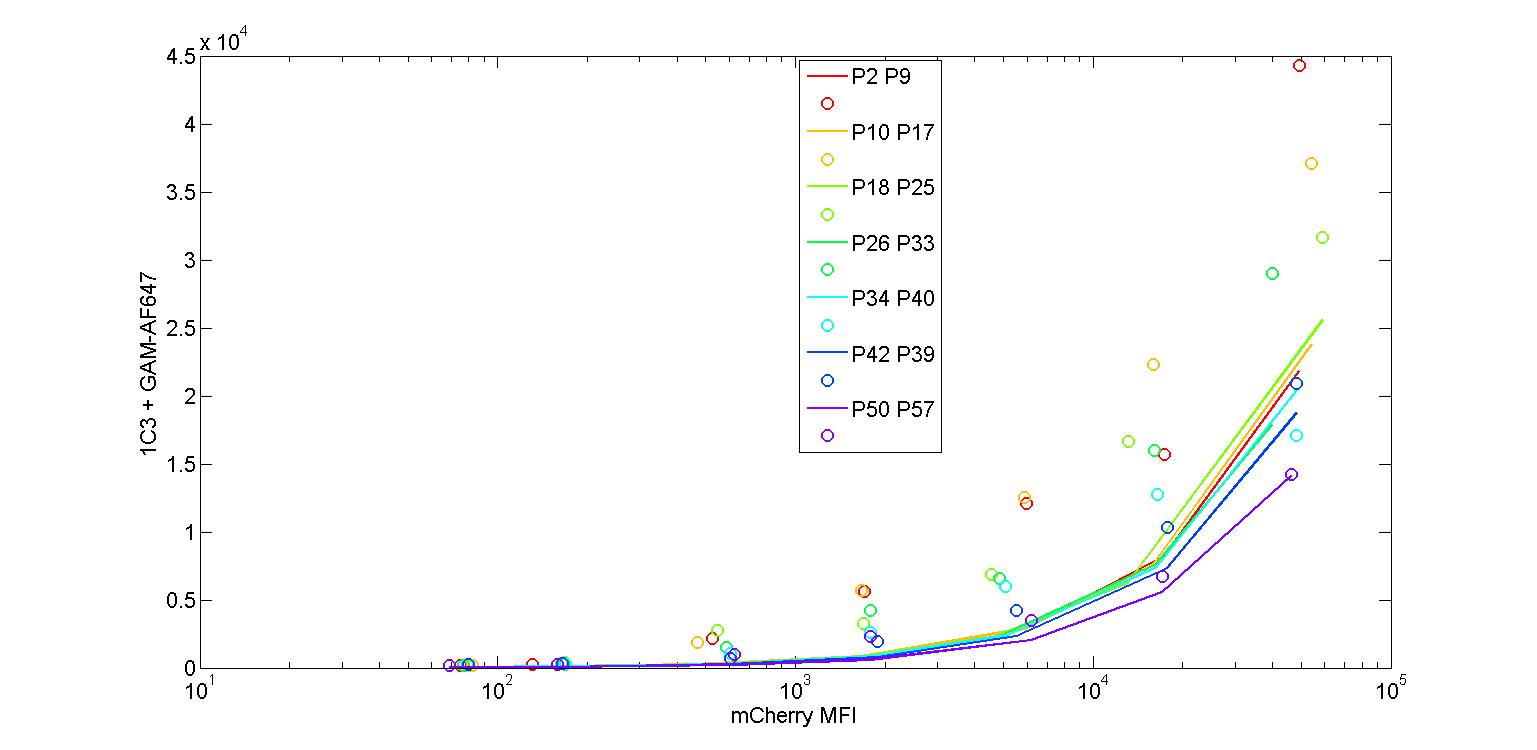 x 10^4
4.5
4
3.5
3
2.5
2
1.5
1
0.5
0
1C3 + GAM-AF647
P2 P9
P10 P17
P18 P25
P26 P33
P34 P40
P42 P39
P50 P57
10^1 10^2 10^3 10^4 10^5
mCherry MFI